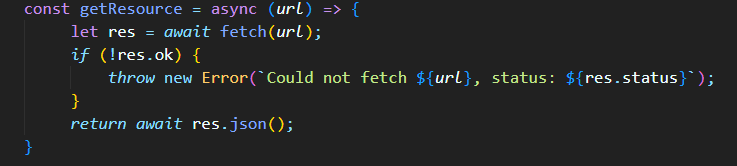 const getResource = async (url) => {
let res = await fetch(url);
if (!res.ok) {
throw new Error(`Could not fetch ${url}, status: ${res.status}`);
}
return await res.json();
}